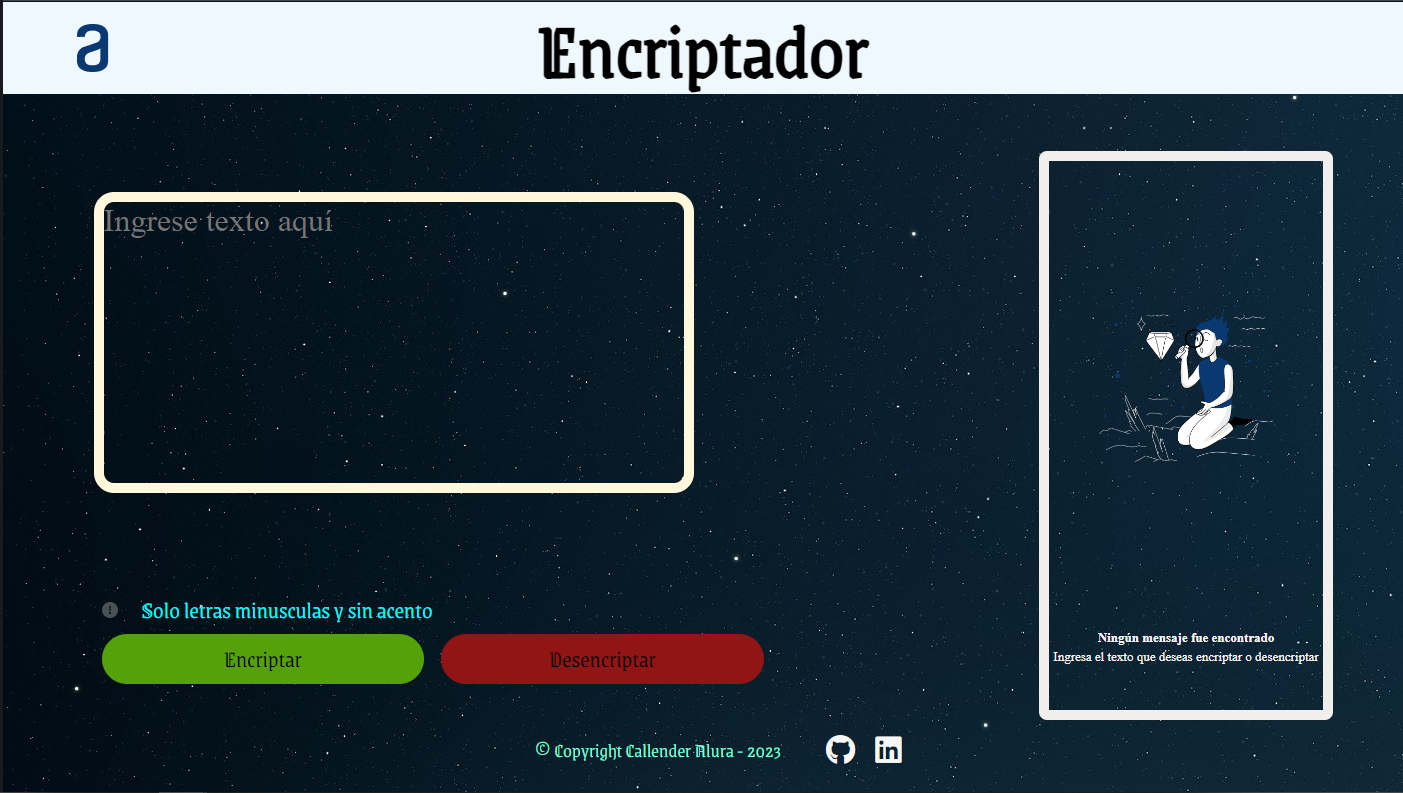 a
Encriptador
Ingrese texto aquí
Solo letras minusculas y sin acento
Encriptar
Desencriptar
Ningún mensaje fue encontrado
Ingresa el texto que deseas encriptar o desencriptar
© Copyright Callender Alura - 2023
in